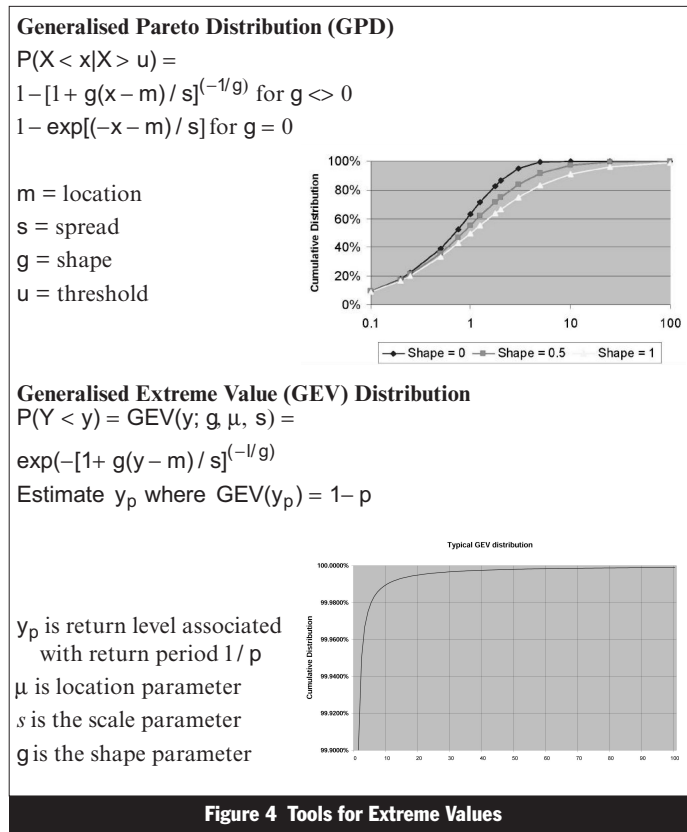 Generalised Pareto Distribution (GPD)
P(X < x|X > u) =
1–[1+ g(x – m) / s]^(–1/g) for g <> 0
1– exp[(–x – m) / s] for g = 0
m = location
s = spread
g = shape
u = threshold
Cumulative Distribution
100%
80%
60%
40%
20%
0%
0.1 1 10 100
Shape = 0 Shape = 0.5 Shape = 1
Generalised Extreme Value (GEV) Distribution
P(Y < y) = GEV(y; g, μ, s) =
exp(–[1+ g(y – m) / s]^(–l/g)
Estimate y_p where GEV(y_p) = 1– p
Typical GEV distribution
Cumulative Distribution
100.0000%
99.9800%
99.9600%
99.9400%
99.9200%
99.9000%
0 10 20 30 40 50 60 70 80 90 100
y_p is return level associated
with return period 1/ p
μ is location parameter
s is the scale parameter
g is the shape parameter
Figure 4 Tools for Extreme Values